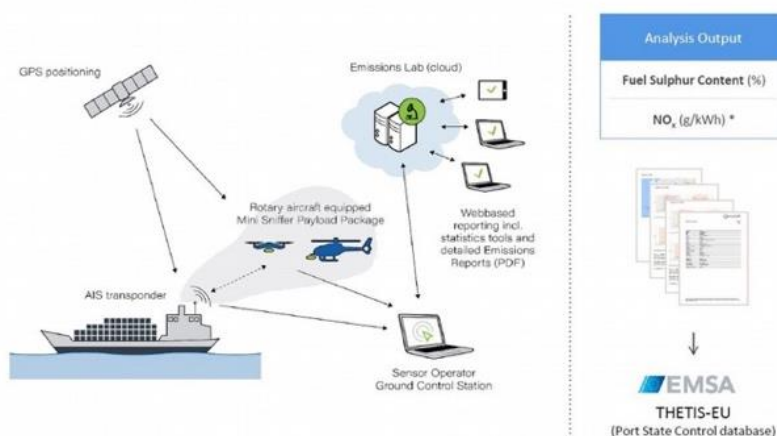 GPS positioning
Emissions Lab (cloud)
Rotary aircraft equipped
Mini Sniffer Payload Package
Webbased
reporting incl.
statistics tools and
detailed Emissions
Reports (PDF)
AIS transponder
Sensor Operator
Ground Control Station
Analysis Output
Fuel Sulphur Content (%)
NOx (g/kWh) *
EMSA
THETIS-EU
(Port State Control database)